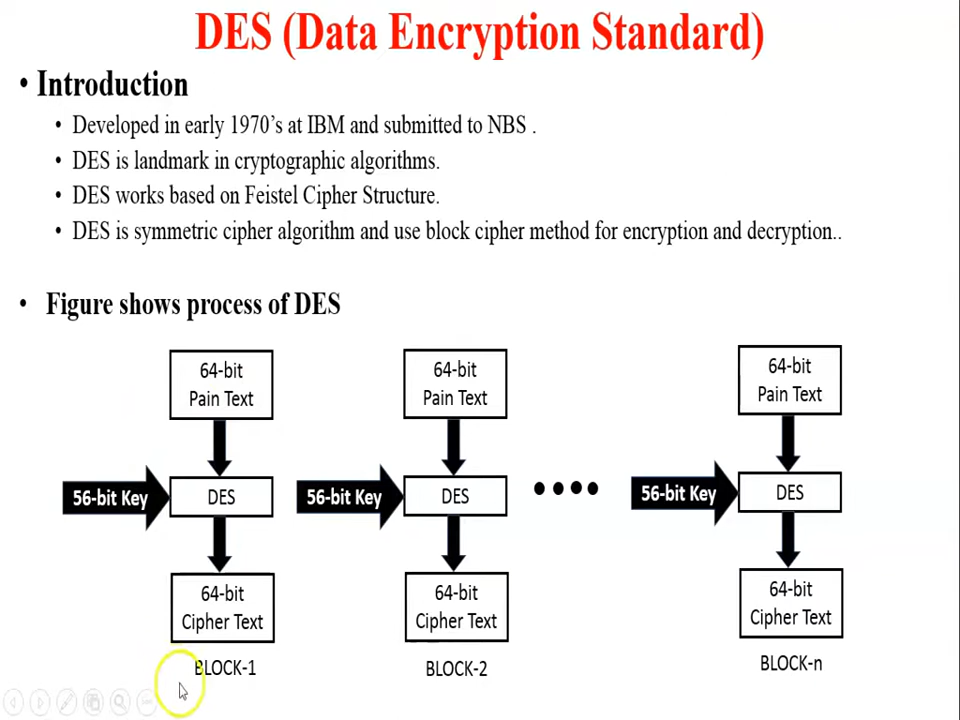 DES (Data Encryption Standard)
• Introduction
• Developed in early 1970’s at IBM and submitted to NBS .
• DES is landmark in cryptographic algorithms.
• DES works based on Feistel Cipher Structure.
• DES is symmetric cipher algorithm and use block cipher method for encryption and decryption..
• Figure shows process of DES
64-bit
Pain Text
56-bit Key
DES
64-bit
Cipher Text
BLOCK-1
64-bit
Pain Text
56-bit Key
DES
64-bit
Cipher Text
BLOCK-2
64-bit
Pain Text
56-bit Key
DES
64-bit
Cipher Text
BLOCK-n